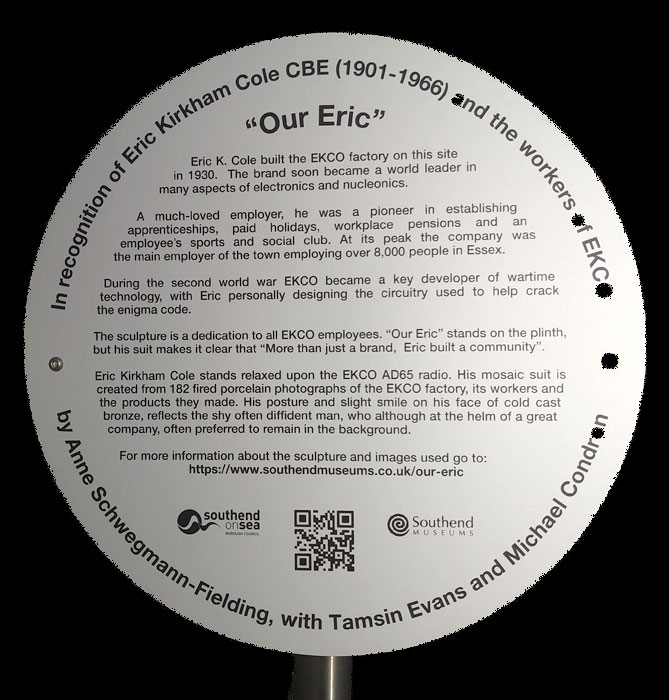 In recognition of Eric Kirkham Cole CBE (1901-1966) and the workers of EKCO
“Our Eric”
Eric K. Cole built the EKCO factory on this site
in 1930. The brand soon became a world leader in
many aspects of electronics and nucleonics.
A much-loved employer, he was a pioneer in establishing
apprenticeships, paid holidays, workplace pensions and an
employee's sports and social club. At its peak the company was
the main employer of the town employing over 8,000 people in Essex.
During the second world war EKCO became a key developer of wartime
technology, with Eric personally designing the circuitry used to help crack
the enigma code.
The sculpture is a dedication to all EKCO employees. “Our Eric” stands on the plinth,
but his suit makes it clear that “More than just a brand, Eric built a community”.
Eric Kirkham Cole stands relaxed upon the EKCO AD65 radio. His mosaic suit is
created from 182 fired porcelain photographs of the EKCO factory, its workers and
the products they made. His posture and slight smile on his face of cold cast
bronze, reflects the shy often diffident man, who although at the helm of a great
company, often preferred to remain in the background.
For more information about the sculpture and images used go to:
https://www.southendmuseums.co.uk/our-eric
southend
on sea
BOROUGH COUNCIL
Southend
MUSEUMS
by Anne Schwegmann-Fielding, with Tamsin Evans and Michael Condron